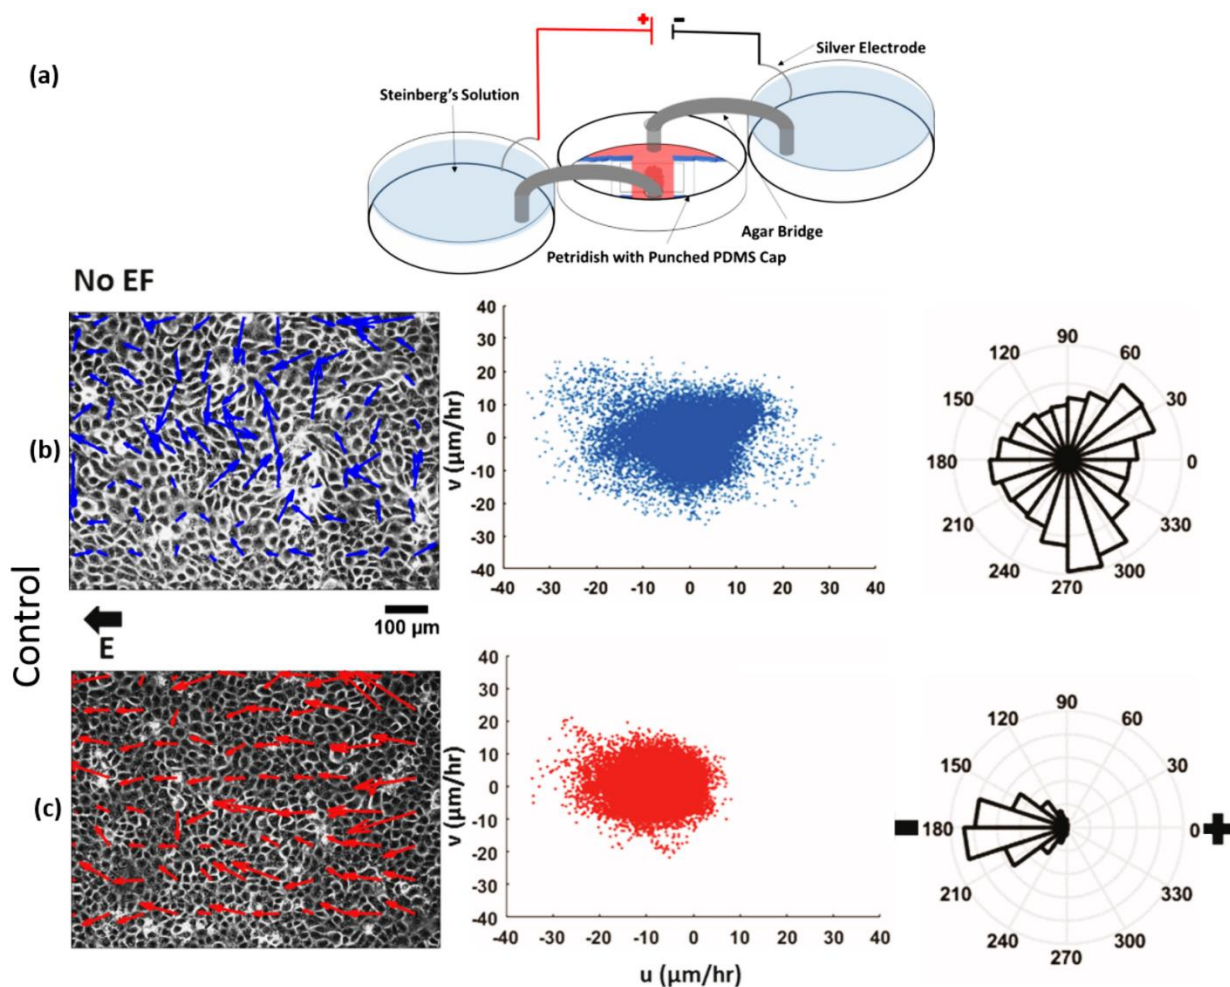 (a)
+ -
Silver Electrode
Steinberg's Solution
Agar Bridge
Petridish with Punched PDMS Cap
No EF
Control
(b)
E
100 µm
v (µm/hr)
40
30
20
10
0
-10
-20
-30
-40
-40 -30 -20 -10 0 10 20 30 40
90
120 60
150 30
180 0
210 330
240 300
270
(c)
v (µm/hr)
40
30
20
10
0
-10
-20
-30
-40
-40 -30 -20 -10 0 10 20 30 40
u (µm/hr)
90
120 60
150 30
- 180 0 +
210 330
240 300
270